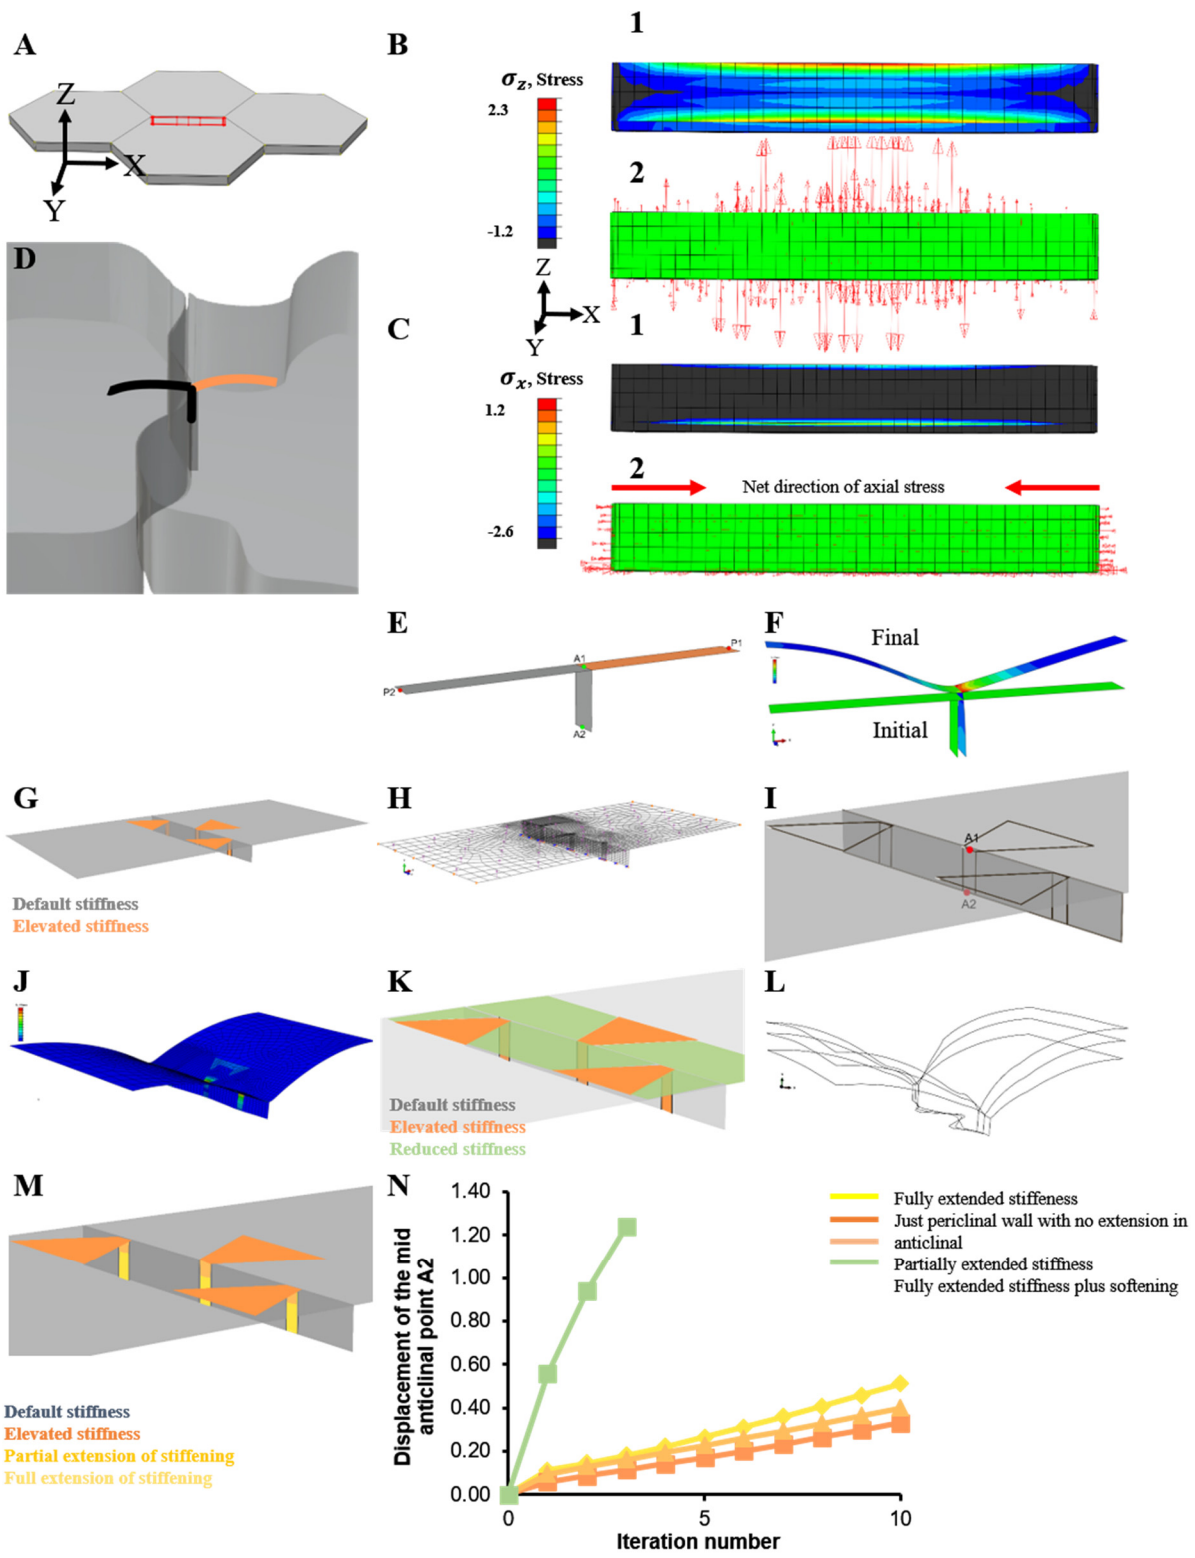 A
Z
X
Y
B
1
σz, Stress
2.3
-1.2
2
Z
X
Y
C
1
σx, Stress
1.2
-2.6
2
Net direction of axial stress
D
E
P1
A1
P2
A2
F
Final
Initial
G
Default stiffness
Elevated stiffness
H
I
A1
A2
J
K
Default stiffness
Elevated stiffness
Reduced stiffness
L
M
Default stiffness
Elevated stiffness
Partial extension of stiffening
Full extension of stiffening
N
Displacement of the mid
anticlinal point A2
1.40
1.20
1.00
0.80
0.60
0.40
0.20
0.00
0
5
10
Iteration number
Fully extended stiffeness
Just periclinal wall with no extension in
anticlinal
Partially extended stiffness
Fully extended stiffness plus softening